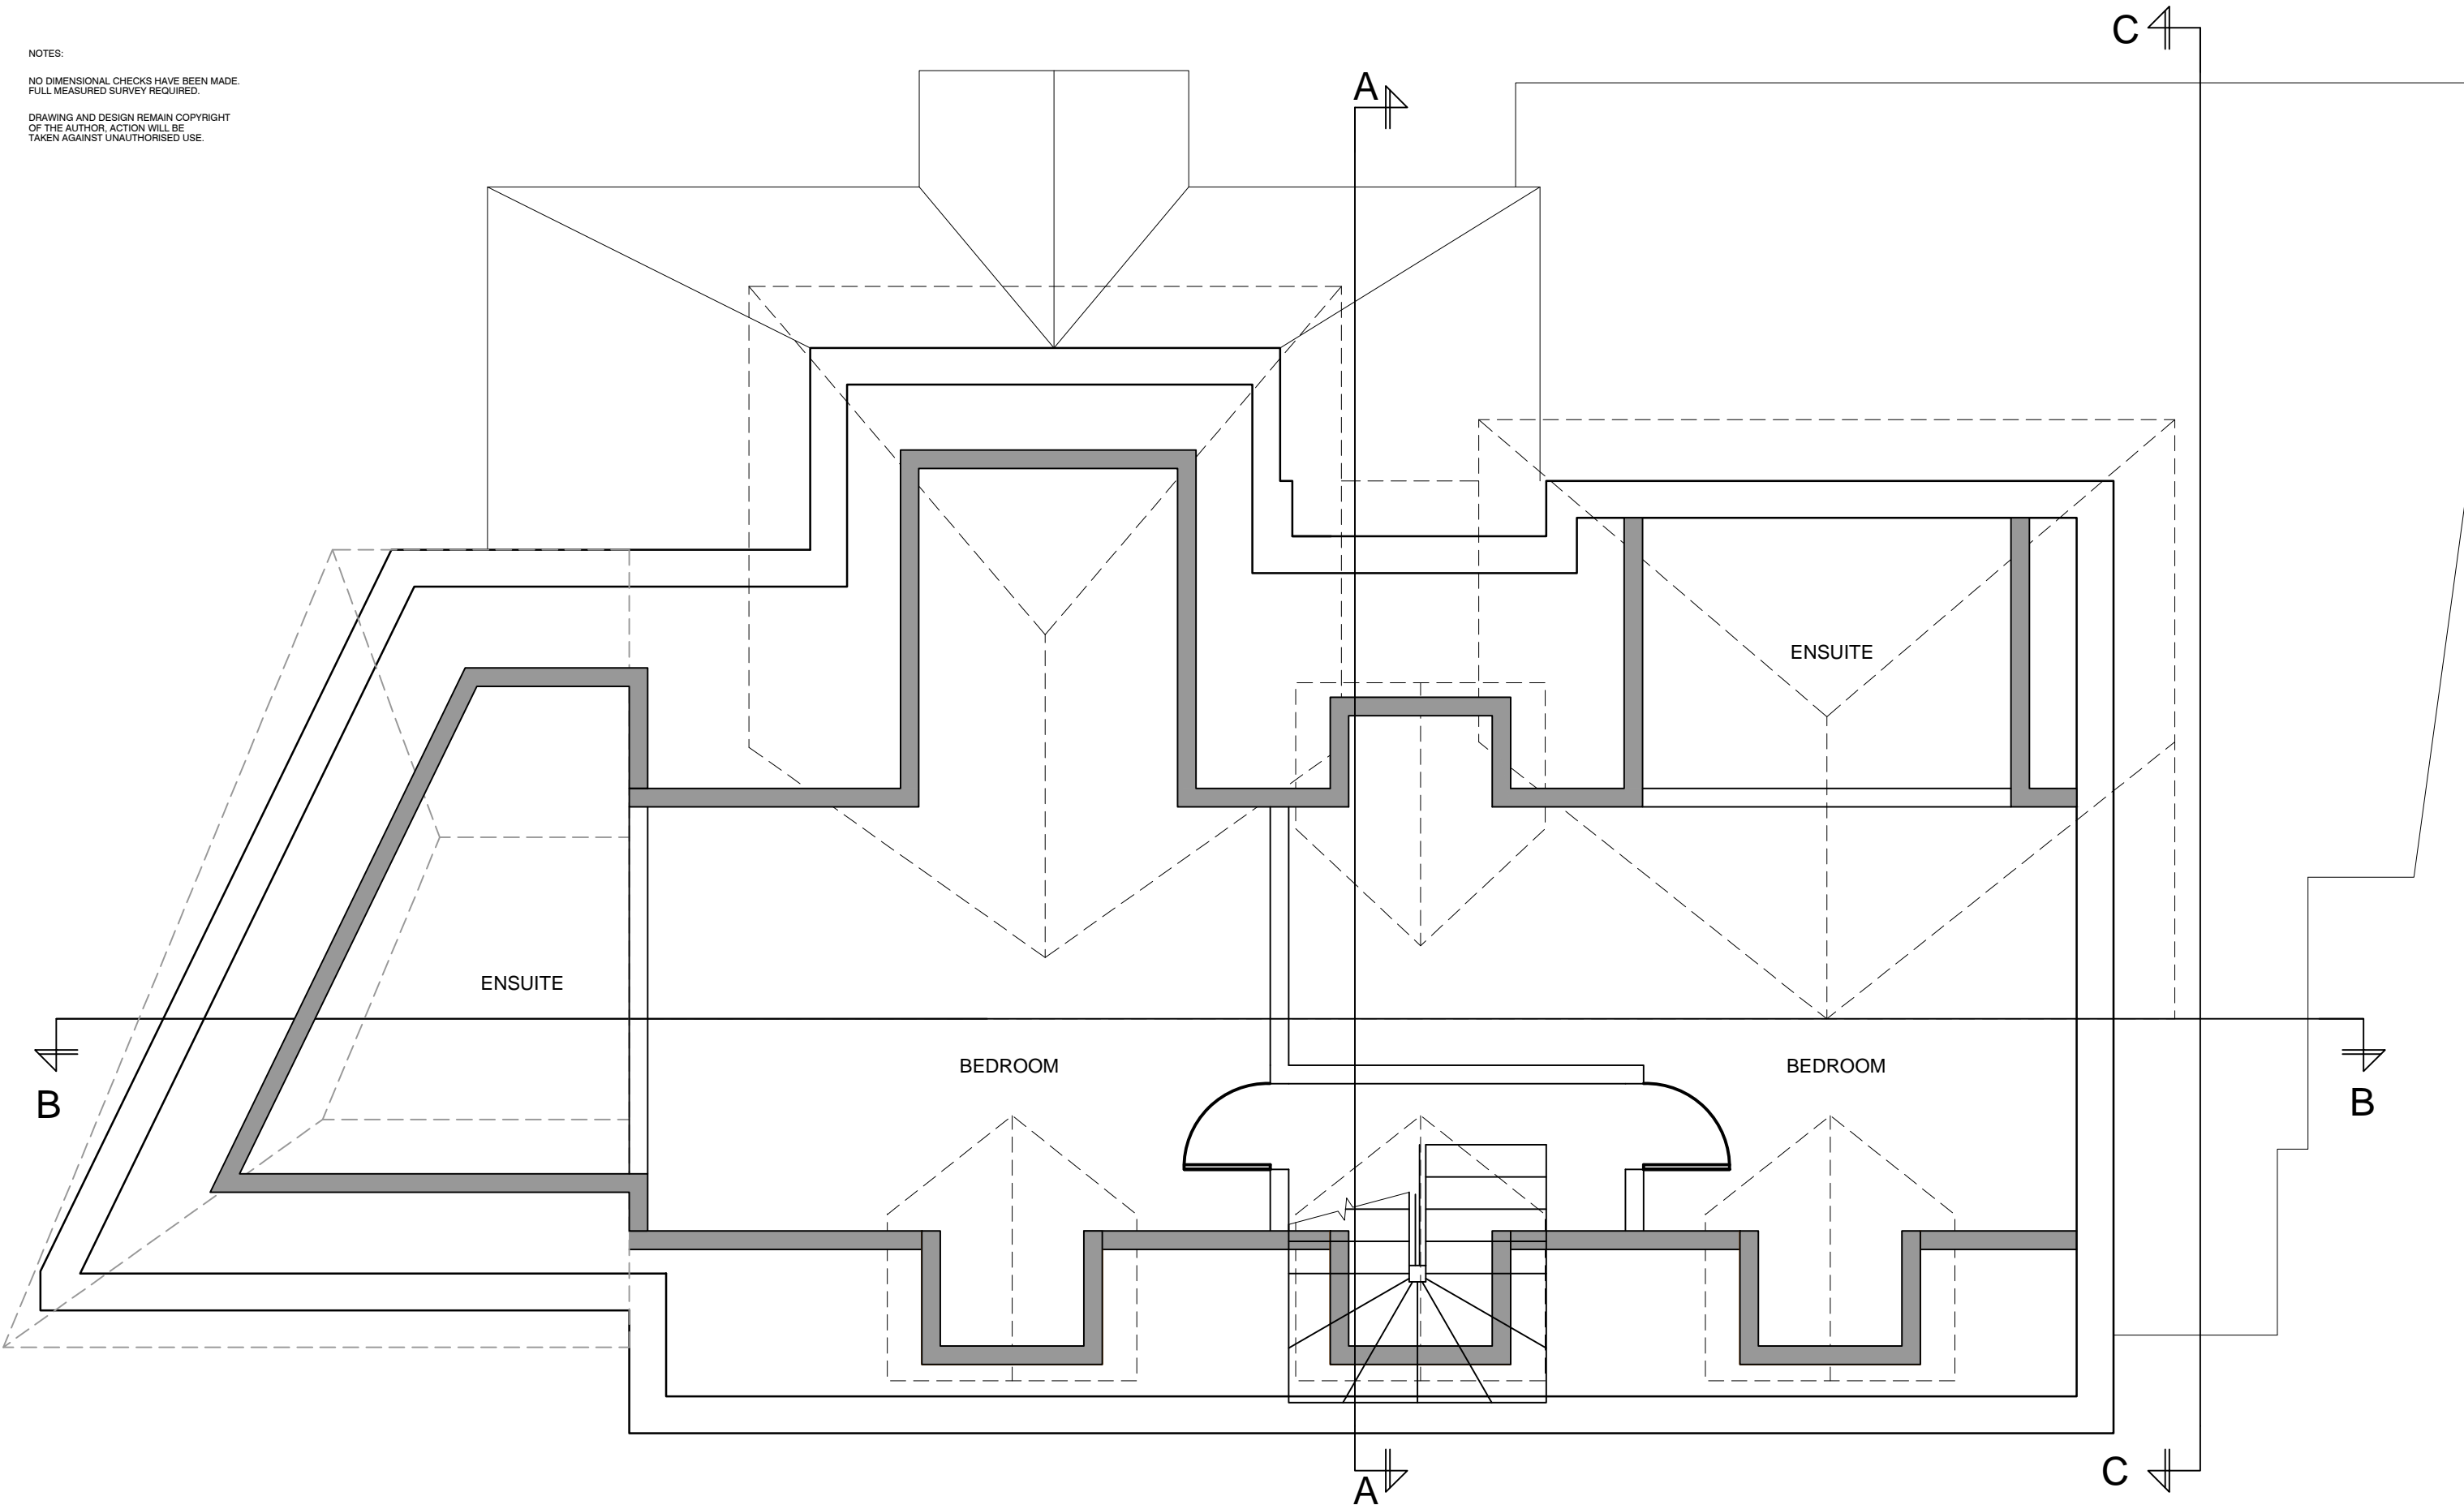 NOTES:
NO DIMENSIONAL CHECKS HAVE BEEN MADE.
FULL MEASURED SURVEY REQUIRED.
DRAWING AND DESIGN REMAIN COPYRIGHT
OF THE AUTHOR, ACTION WILL BE
TAKEN AGAINST UNAUTHORISED USE.
C
A
ENSUITE
ENSUITE
BEDROOM
BEDROOM
B
B
A
C